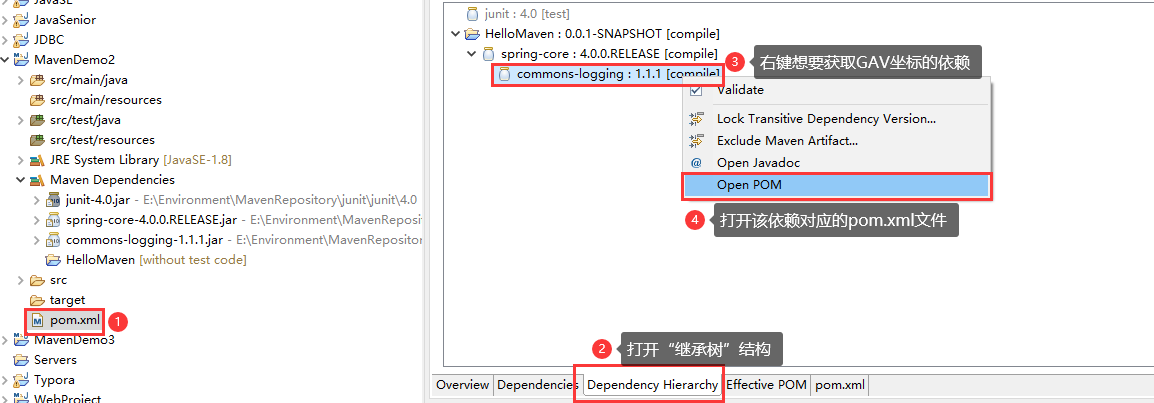 JavaSE
JavaSenior
JDBC
MavenDemo2
src/main/java
src/main/resources
src/test/java
src/test/resources
JRE System Library [JavaSE-1.8]
Maven Dependencies
junit-4.0.jar - E:\Environment\MavenRepository\junit\junit\4.0
spring-core-4.0.0.RELEASE.jar - E:\Environment\MavenReposi
commons-logging-1.1.1.jar - E:\Environment\MavenRepository
HelloMaven [without test code]
src
target
pom.xml
1
MavenDemo3
Servers
Typora
WebProject
junit : 4.0 [test]
HelloMaven : 0.0.1-SNAPSHOT [compile]
spring-core : 4.0.0.RELEASE [compile]
commons-logging : 1.1.1 [compile]
3 右键想要获取GAV坐标的依赖
Validate
Lock Transitive Dependency Version...
Exclude Maven Artifact...
@ Open Javadoc
Open POM
4 打开该依赖对应的pom.xml文件
2 打开“继承树”结构
Overview Dependencies Dependency Hierarchy Effective POM pom.xml